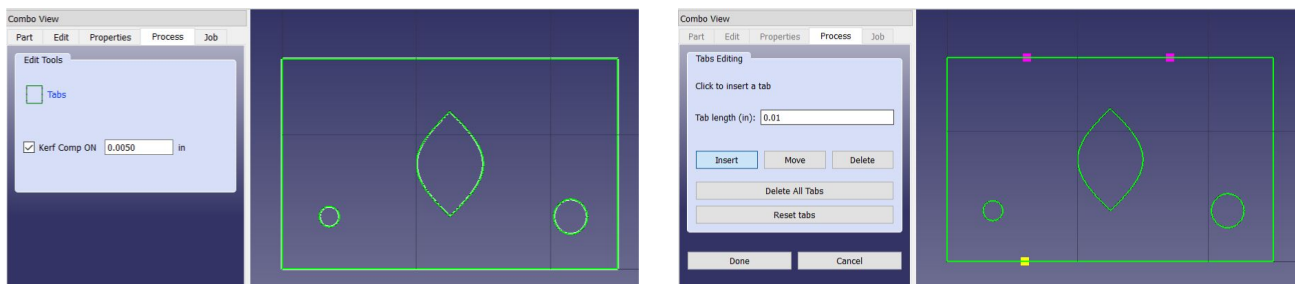 Combo View
Part Edit Properties Process Job
Edit Tools
Tabs
Kerf Comp ON 0.0050 in
Combo View
Part Edit Properties Process Job
Tabs Editing
Click to insert a tab
Tab length (in): 0.01
Insert Move Delete
Delete All Tabs
Reset tabs
Done Cancel